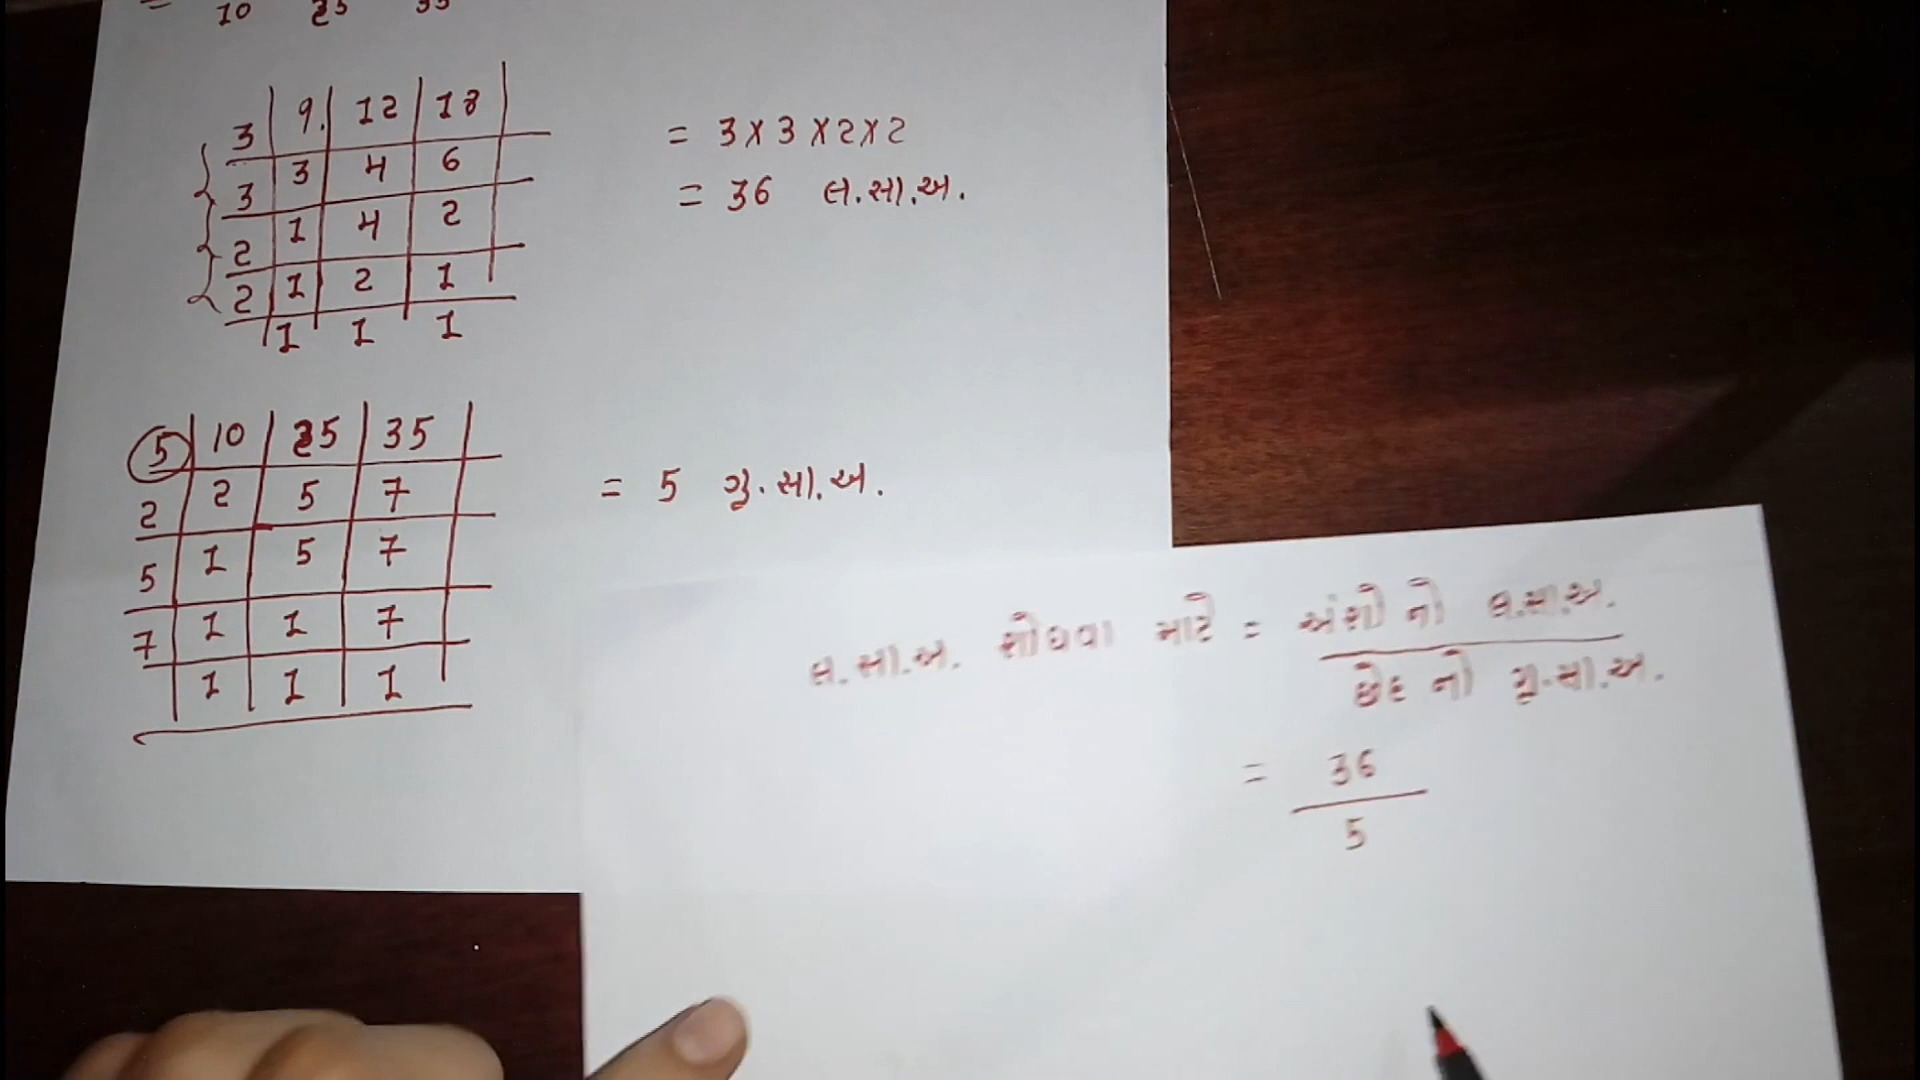 = 10 25 35
3 | 9 | 12 | 18
3 | 3 | 4 | 6
2 | 1 | 4 | 2
2 | 1 | 2 | 1
1 1 1
= 3 x 3 x 2 x 2
= 36 લ.સા.અ.
5 | 10 | 25 | 35
2 | 2 | 5 | 7
5 | 1 | 5 | 7
7 | 1 | 1 | 7
1 | 1 | 1
= 5 ગુ.સા.અ.
લ.સા.અ. શોધવા માટે = અંશો નો લ.સા.અ.
છેદ નો ગુ.સા.અ.
= 36
5